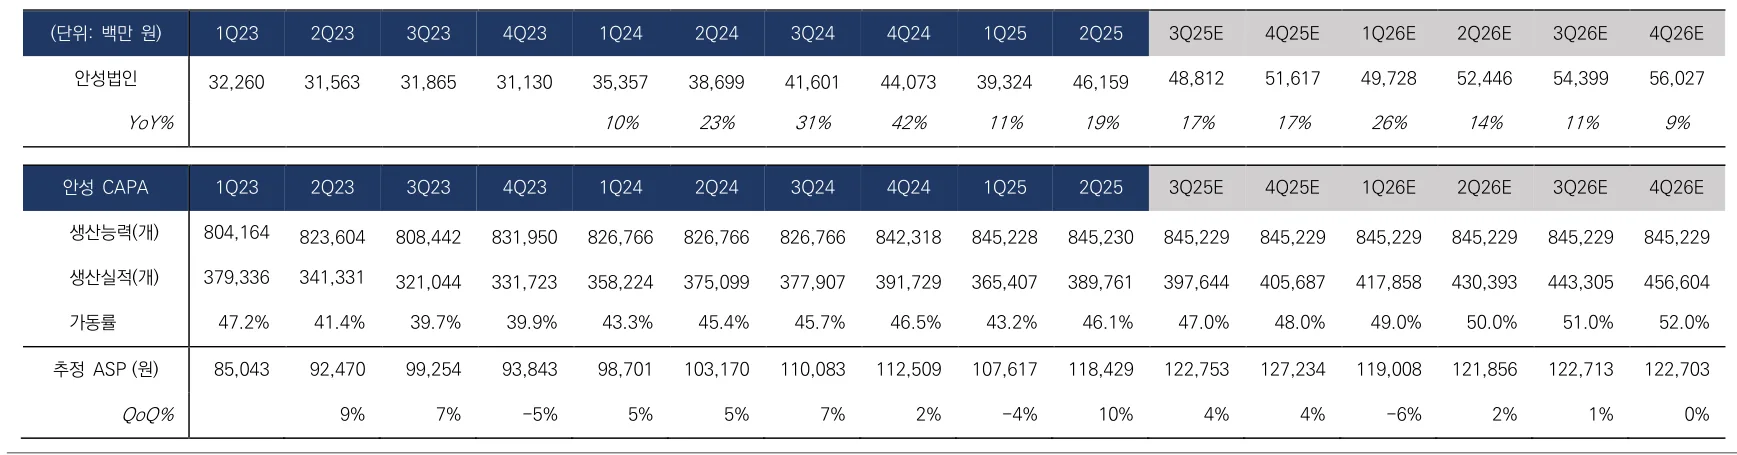 (단위: 백만 원) 1Q23 2Q23 3Q23 4Q23 1Q24 2Q24 3Q24 4Q24 1Q25 2Q25 3Q25E 4Q25E 1Q26E 2Q26E 3Q26E 4Q26E
안성법인 32,260 31,563 31,865 31,130 35,357 38,699 41,601 44,073 39,324 46,159 48,812 51,617 49,728 52,446 54,399 56,027
YoY% 10% 23% 31% 42% 11% 19% 17% 17% 26% 14% 11% 9%
안성 CAPA 1Q23 2Q23 3Q23 4Q23 1Q24 2Q24 3Q24 4Q24 1Q25 2Q25 3Q25E 4Q25E 1Q26E 2Q26E 3Q26E 4Q26E
생산능력(개) 804,164 823,604 808,442 831,950 826,766 826,766 826,766 842,318 845,228 845,230 845,229 845,229 845,229 845,229 845,229 845,229
생산실적(개) 379,336 341,331 321,044 331,723 358,224 375,099 377,907 391,729 365,407 389,761 397,644 405,687 417,858 430,393 443,305 456,604
가동률 47.2% 41.4% 39.7% 39.9% 43.3% 45.4% 45.7% 46.5% 43.2% 46.1% 47.0% 48.0% 49.0% 50.0% 51.0% 52.0%
추정 ASP (원) 85,043 92,470 99,254 93,843 98,701 103,170 110,083 112,509 107,617 118,429 122,753 127,234 119,008 121,856 122,713 122,703
QoQ% 9% 7% -5% 5% 5% 7% 2% -4% 10% 4% 4% -6% 2% 1% 0%